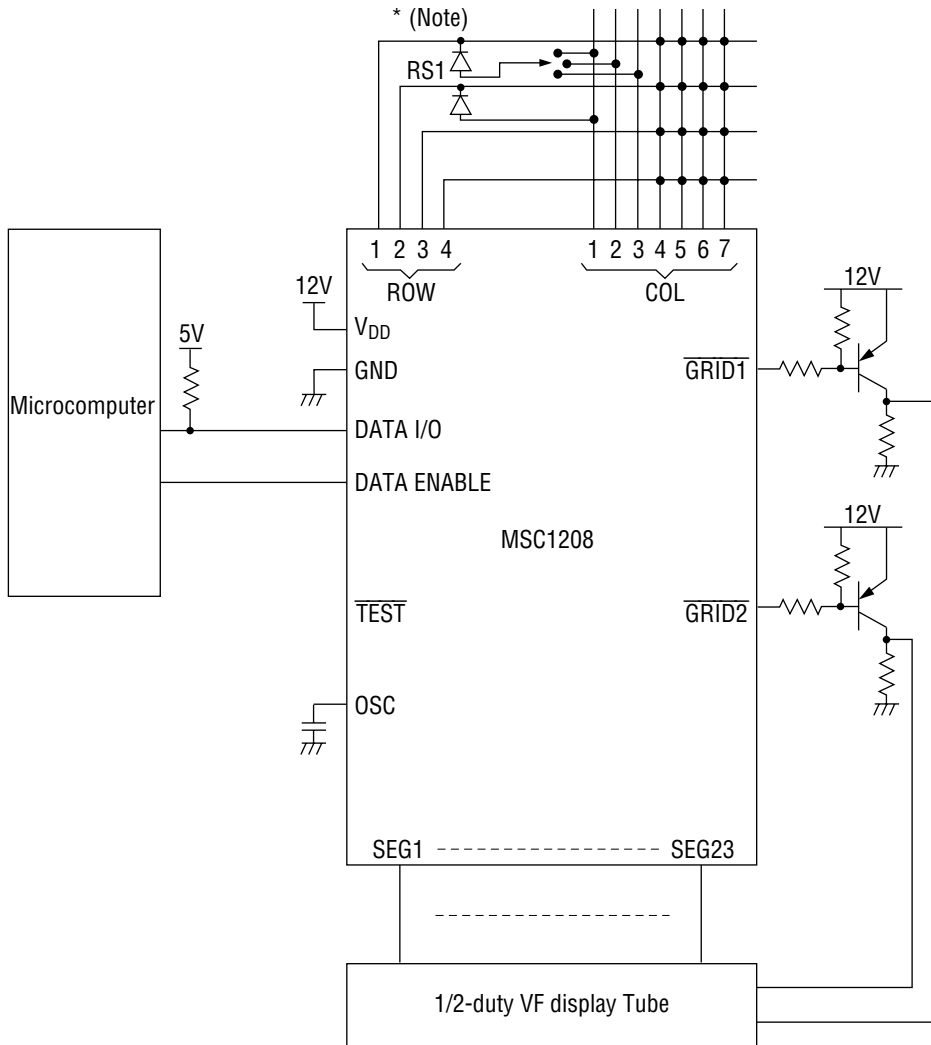 * (Note)
RS1
1 2 3 4
ROW
1 2 3 4 5 6 7
COL
12V
VDD
GND
5V
Microcomputer
DATA I/O
DATA ENABLE
MSC1208
TEST
OSC
GRID1
12V
GRID2
12V
SEG1
SEG23
1/2-duty VF display Tube